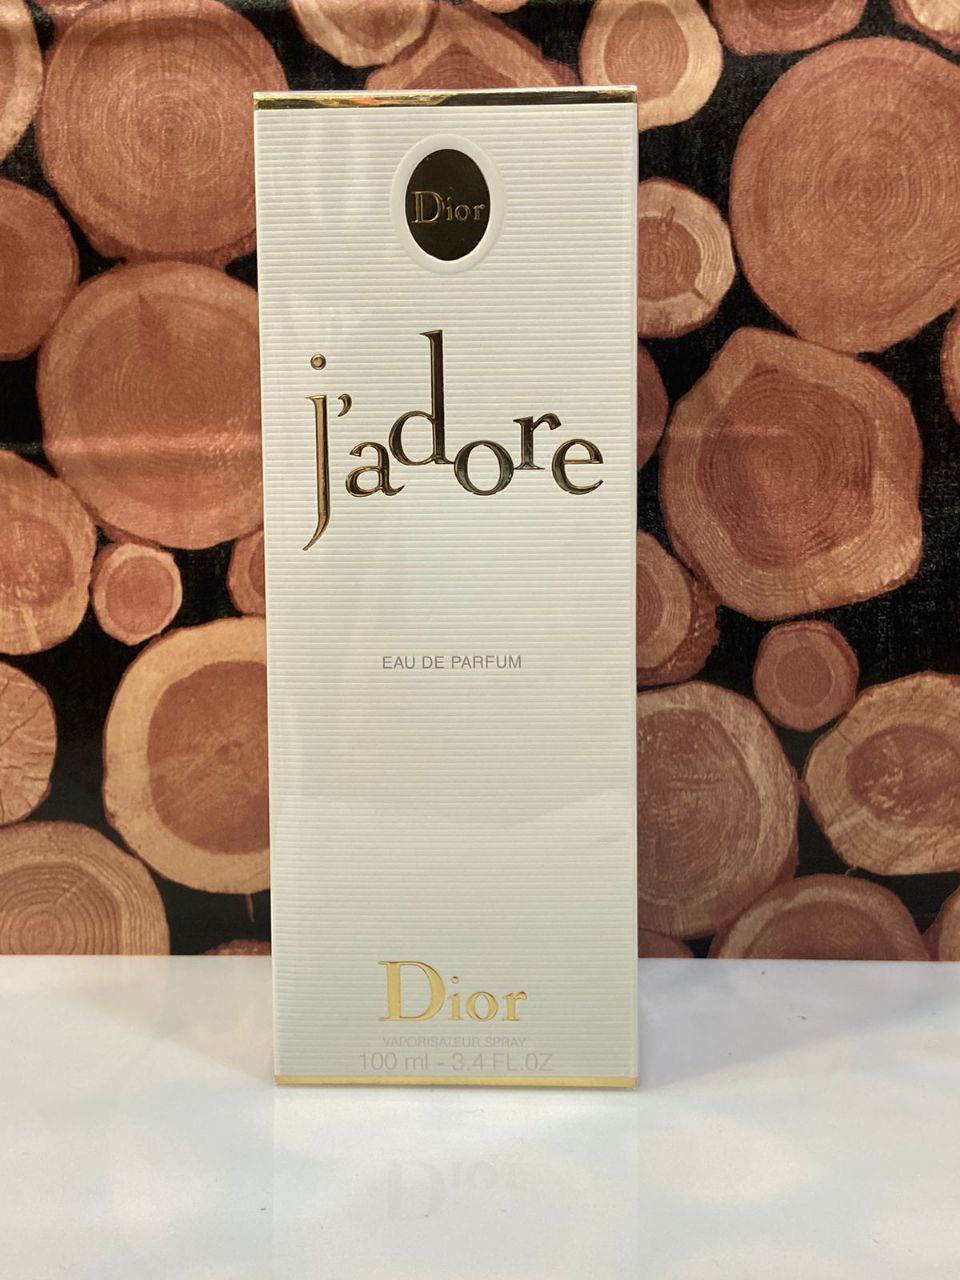 Dior
j'adore
EAU DE PARFUM
Dior
VAPORISATEUR SPRAY
100 ml - 3.4 FL.OZ